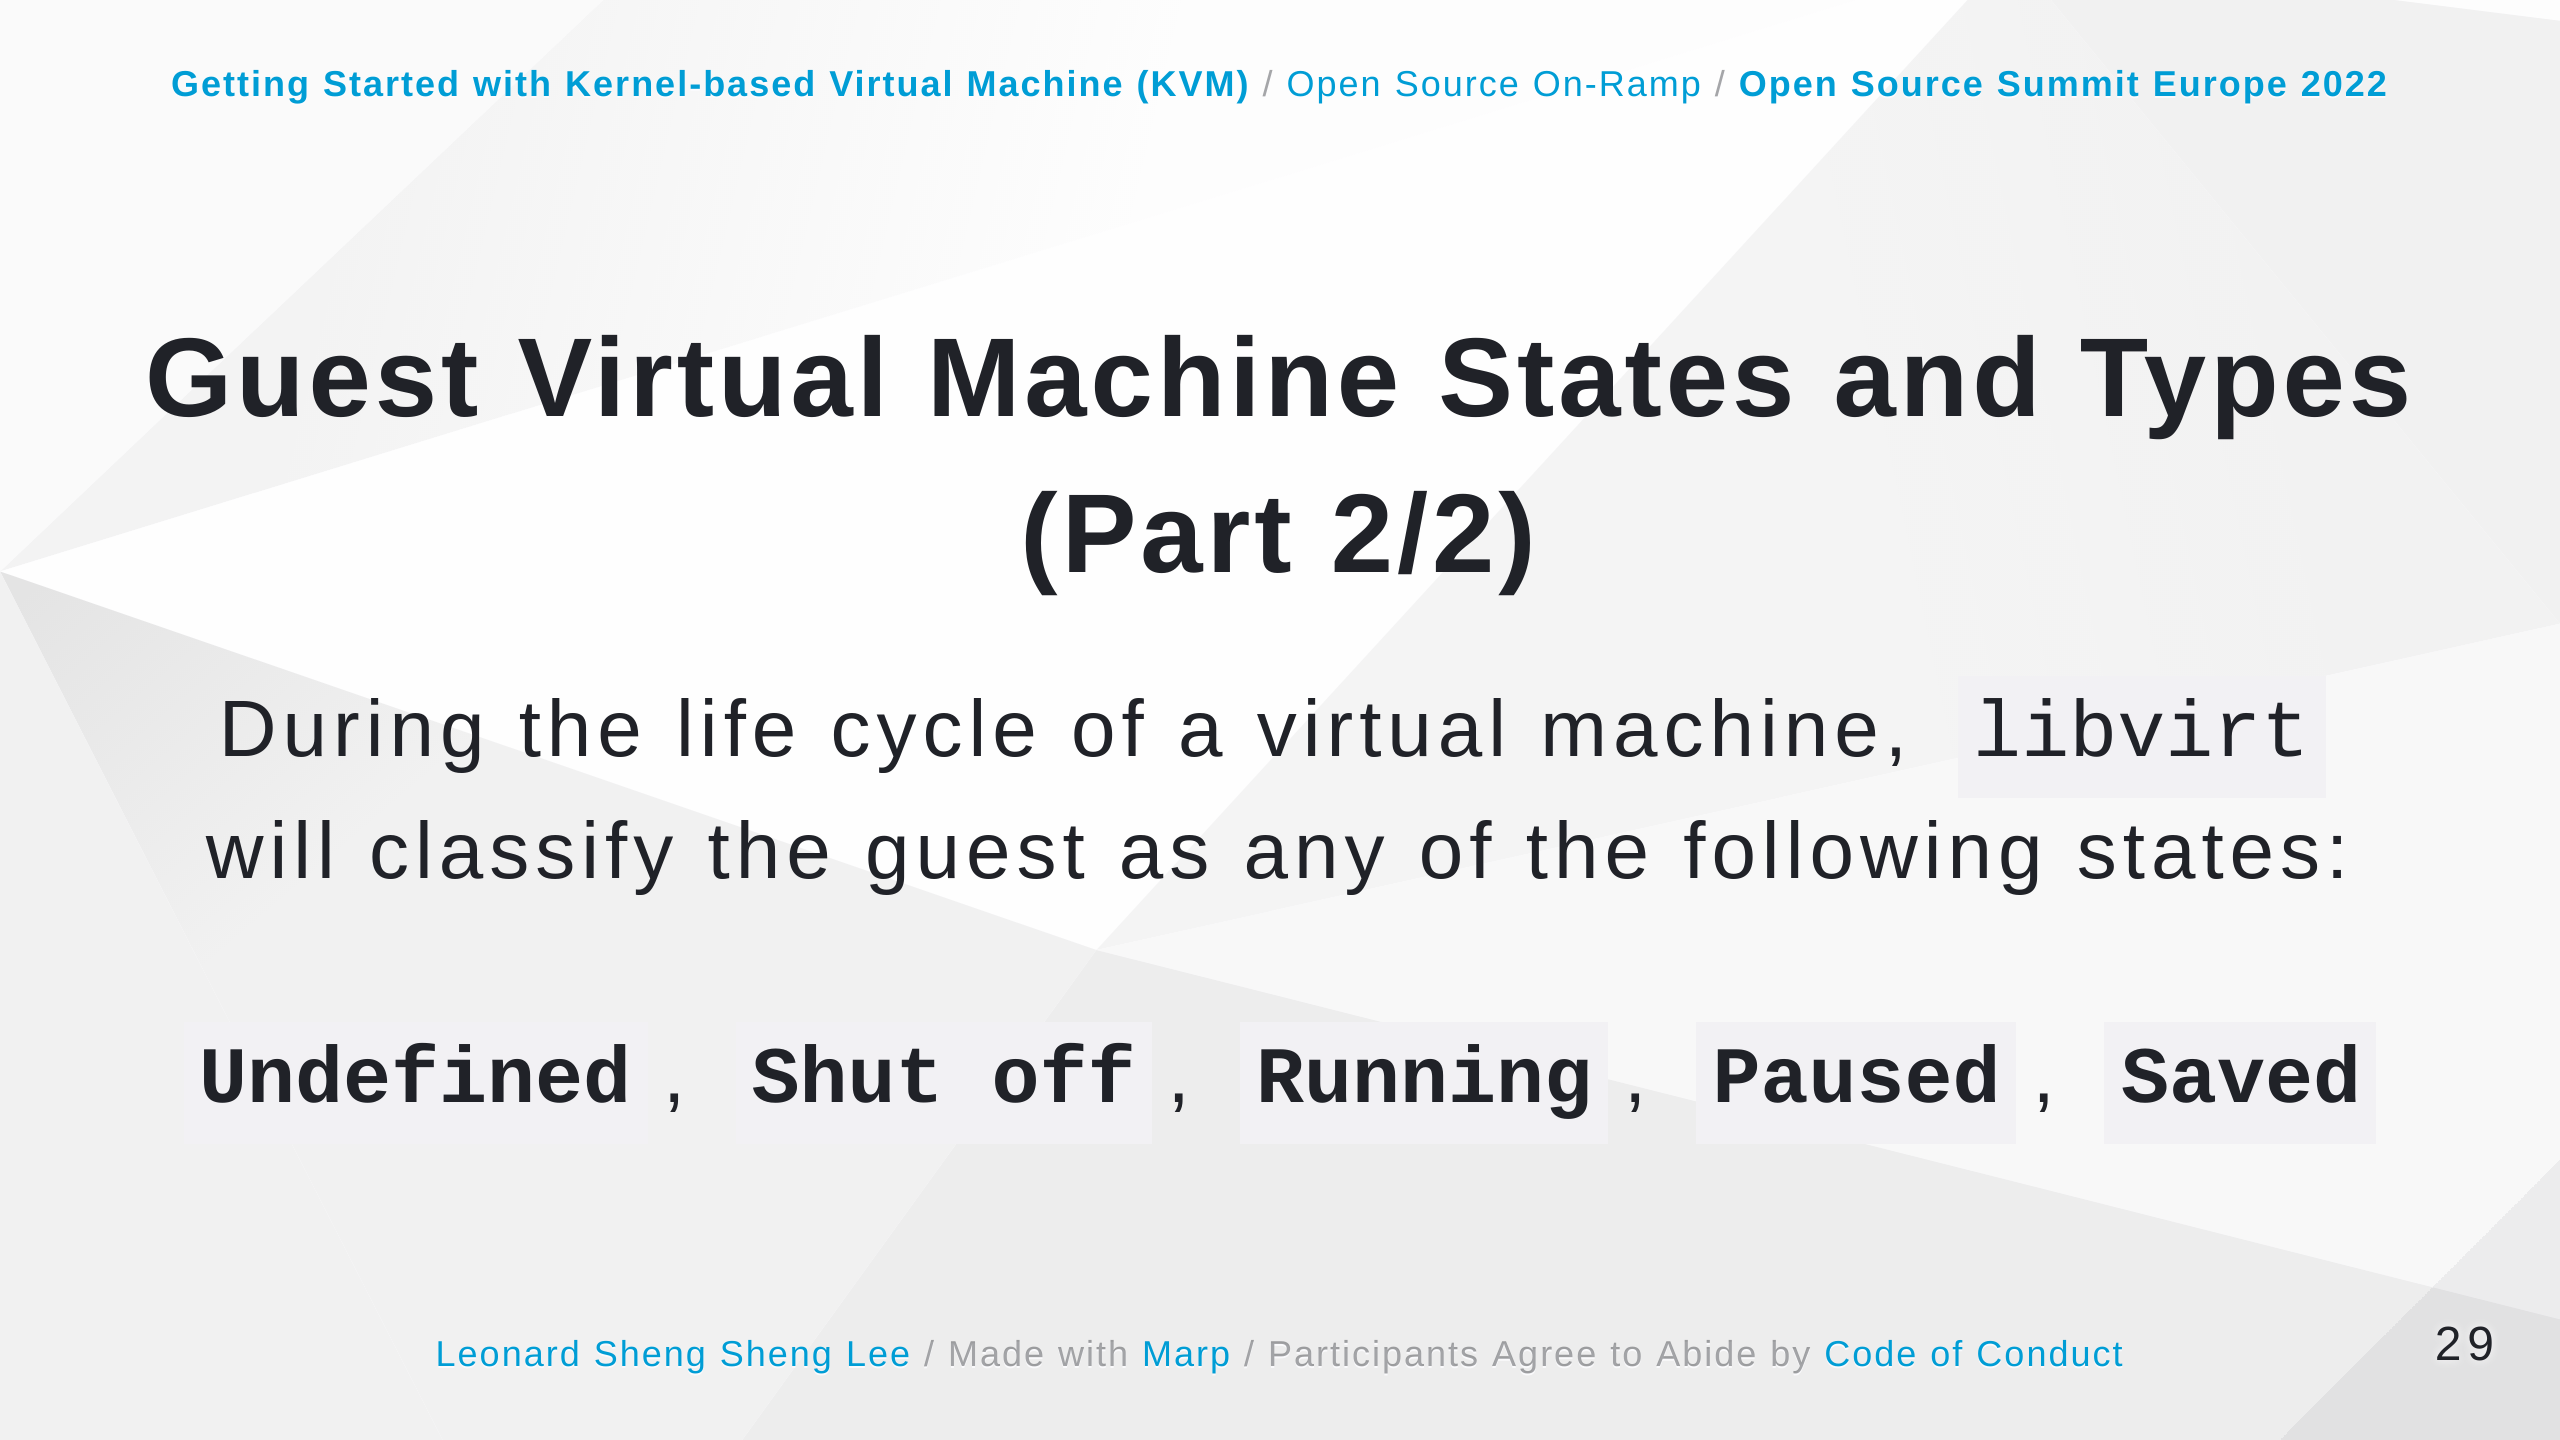 Getting Started with Kernel-based Virtual Machine (KVM) / Open Source On-Ramp / Open Source Summit Europe 2022
Guest Virtual Machine States and Types
(Part 2/2)
During the life cycle of a virtual machine, libvirt
will classify the guest as any of the following states:
Undefined, Shut off, Running, Paused, Saved
Leonard Sheng Sheng Lee / Made with Marp / Participants Agree to Abide by Code of Conduct
29